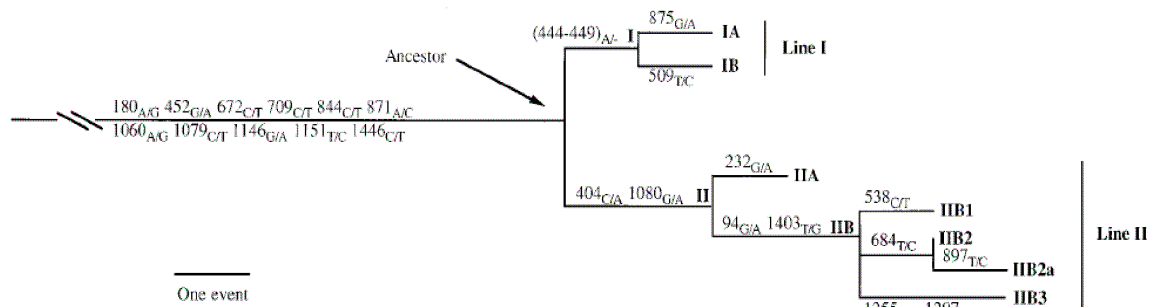 875G/A
(444-449)A/- I IA
Line I
Ancestor
IB
509T/C
180A/G 452G/A 672C/T 709C/T 844C/T 871A/C
1060A/G 1079C/T 1146G/A 1151T/C 1446C/T
232G/A
IIA
404C/A 1080G/A II
538C/T
IIB1
94G/A 1403T/G IIB
684T/C
IIB2
Line II
897T/C
IIB2a
One event
IIB3